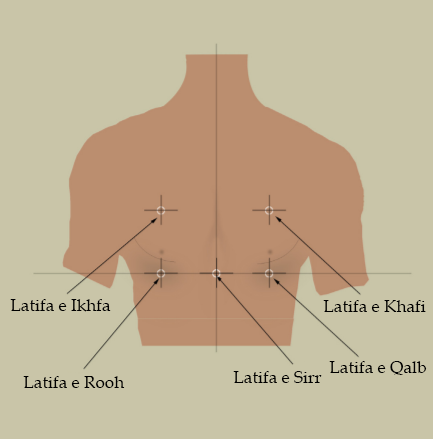 Latifa e Ikhfa
Latifa e Khafi
Latifa e Rooh
Latifa e Sirr
Latifa e Qalb